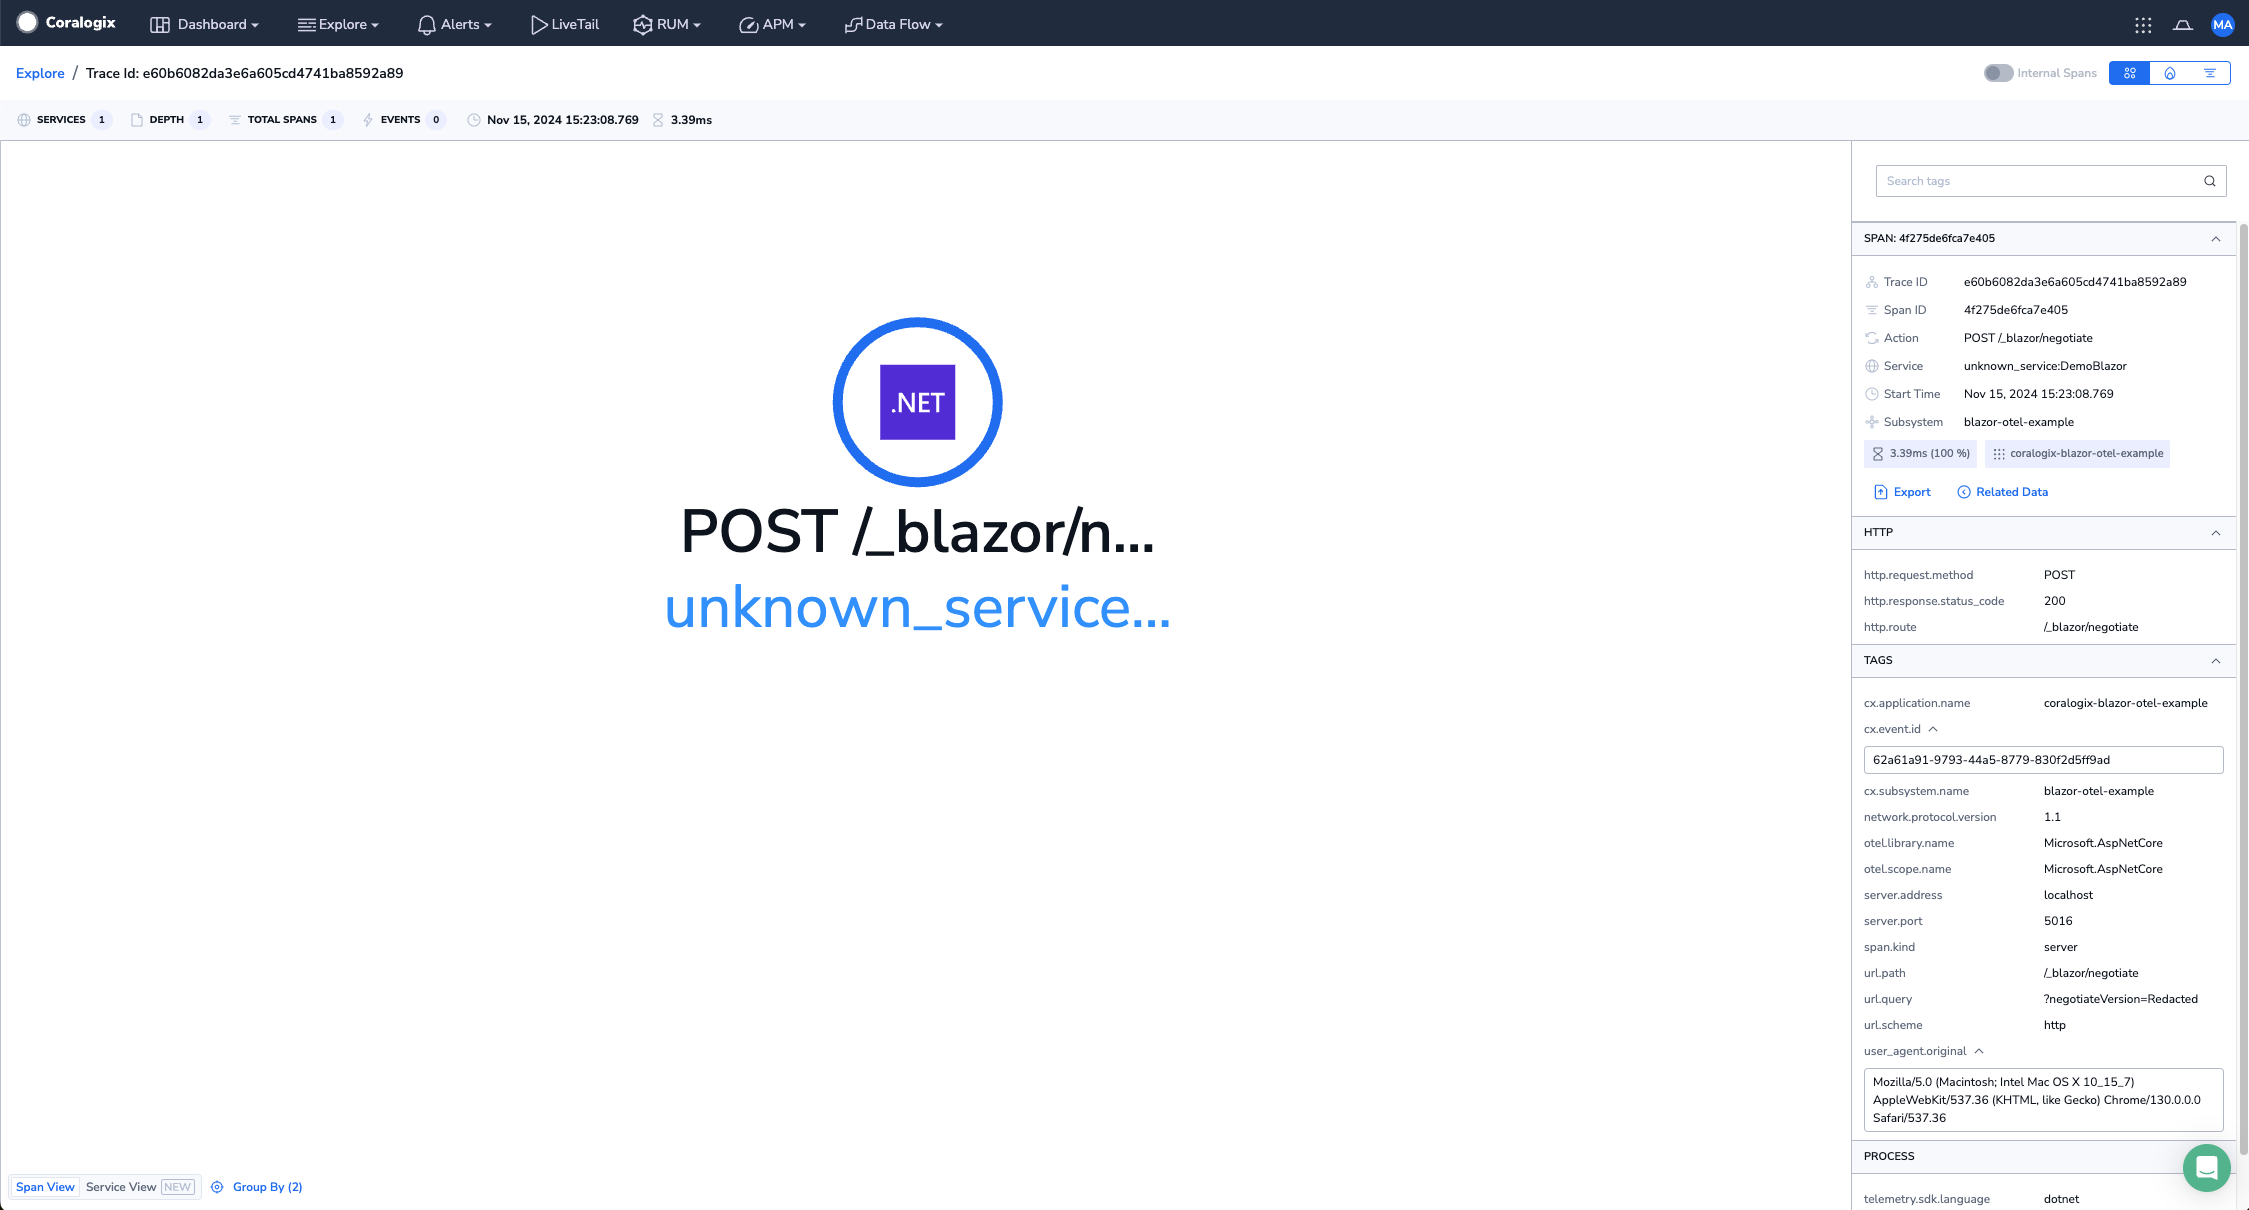 Coralogix Dashboard Explore Alerts LiveTail RUM APM Data Flow MA
Explore / Trace Id: e60b6082da3e6a605cd4741ba8592a89 Internal Spans
SERVICES 1 DEPTH 1 TOTAL SPANS 1 EVENTS 0 Nov 15, 2024 15:23:08.769 3.39ms
.NET
POST /_blazor/n...
unknown_service...
Span View Service View NEW Group By (2)
Search tags
SPAN: 4f275de6fca7e405
Trace ID e60b6082da3e6a605cd4741ba8592a89
Span ID 4f275de6fca7e405
Action POST /_blazor/negotiate
Service unknown_service:DemoBlazor
Start Time Nov 15, 2024 15:23:08.769
Subsystem blazor-otel-example
3.39ms (100 %) coralogix-blazor-otel-example
Export Related Data
HTTP
http.request.method POST
http.response.status_code 200
http.route /_blazor/negotiate
TAGS
cx.application.name coralogix-blazor-otel-example
cx.event.id
62a61a91-9793-44a5-8779-830f2d5ff9ad
cx.subsystem.name blazor-otel-example
network.protocol.version 1.1
otel.library.name Microsoft.AspNetCore
otel.scope.name Microsoft.AspNetCore
server.address localhost
server.port 5016
span.kind server
url.path /_blazor/negotiate
url.query ?negotiateVersion=Redacted
url.scheme http
user_agent.original
Mozilla/5.0 (Macintosh; Intel Mac OS X 10_15_7)
AppleWebKit/537.36 (KHTML, like Gecko) Chrome/130.0.0.0
Safari/537.36
PROCESS
telemetry.sdk.language dotnet